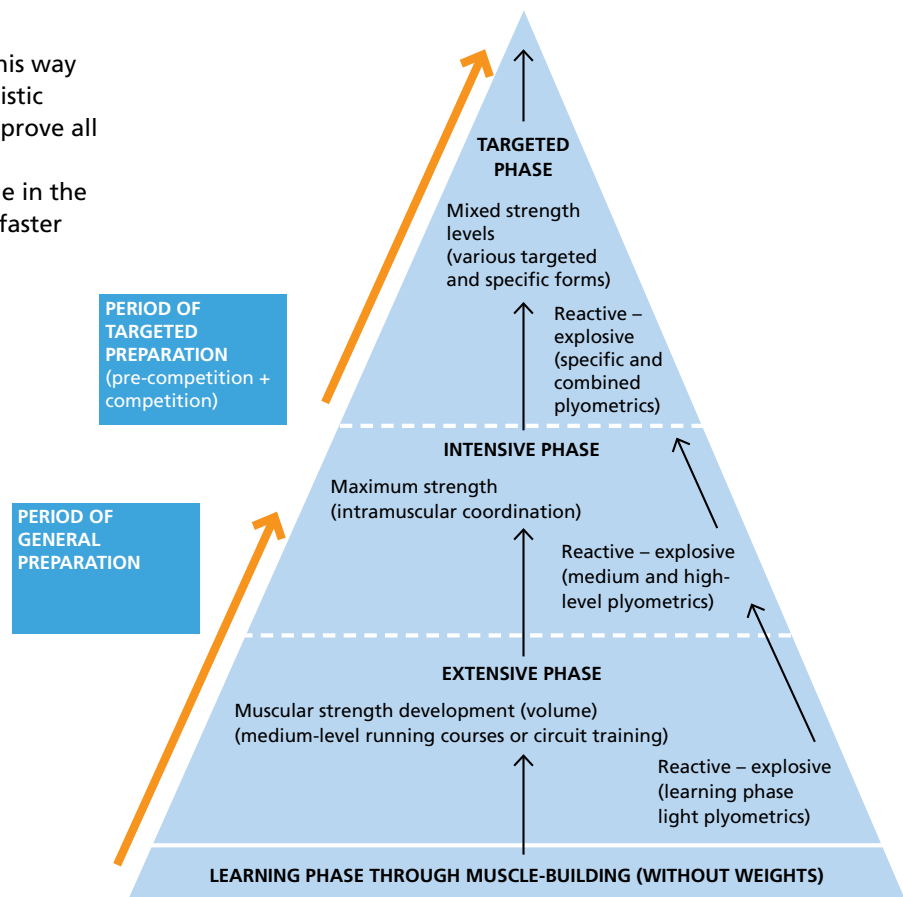 his way
istic
prove all
e in the
faster
TARGETED
PHASE
Mixed strength
levels
(various targeted
and specific forms)
Reactive –
explosive
(specific and
combined
plyometrics)
PERIOD OF
TARGETED
PREPARATION
(pre-competition +
competition)
INTENSIVE PHASE
Maximum strength
(intramuscular coordination)
Reactive – explosive
(medium and high-
level plyometrics)
PERIOD OF
GENERAL
PREPARATION
EXTENSIVE PHASE
Muscular strength development (volume)
(medium-level running courses or circuit training)
Reactive – explosive
(learning phase
light plyometrics)
LEARNING PHASE THROUGH MUSCLE-BUILDING (WITHOUT WEIGHTS)